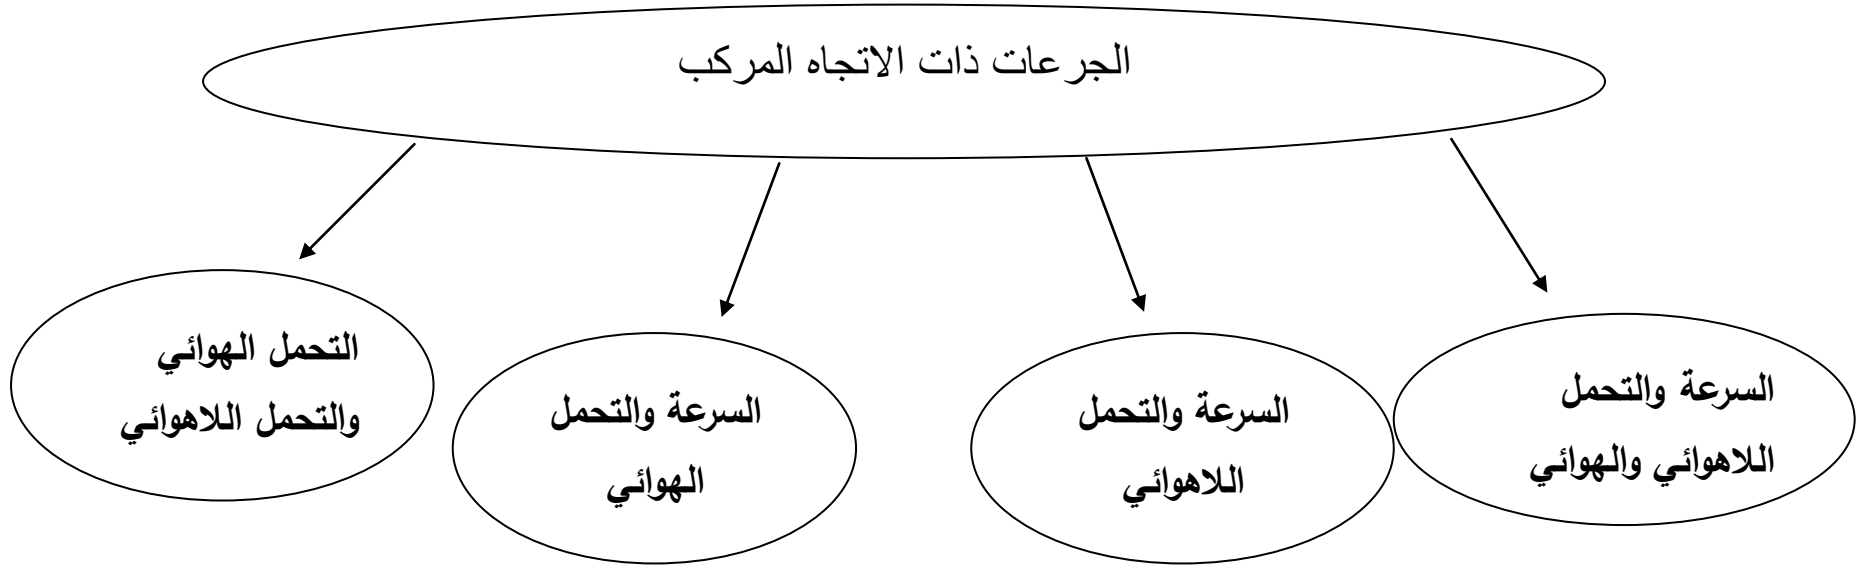 الجرعات ذات الاتجاه المركب
السرعة والتحمل
اللاهوائي والهوائي
السرعة والتحمل
اللاهوائي
السرعة والتحمل
الهوائي
التحمل الهوائي
والتحمل اللاهوائي